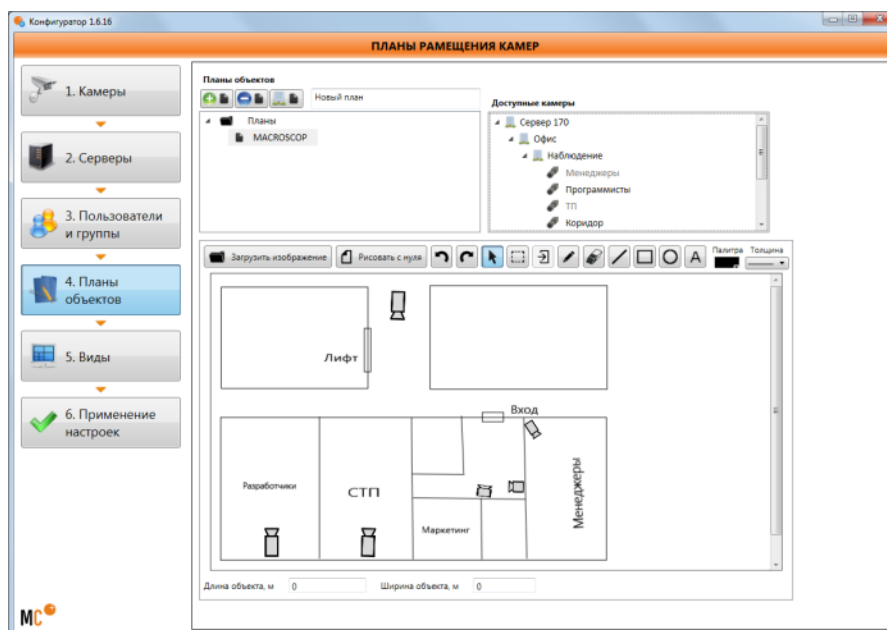 Конфигуратор 1.6.16
ПЛАНЫ РАМЕЩЕНИЯ КАМЕР
1. Камеры
2. Серверы
3. Пользователи
и группы
4. Планы
объектов
5. Виды
6. Применение
настроек
Планы объектов
Новый план
Планы
MACROSCOP
Доступные камеры
Сервер 170
Офис
Наблюдение
Менеджеры
Программисты
ТП
Коридор
Загрузить изображение
Рисовать с нуля
A
Палитра
Толщина
Лифт
Вход
Разработчики
СТП
Маркетинг
Менеджеры
Длина объекта, м
0
Ширина объекта, м
0
МС